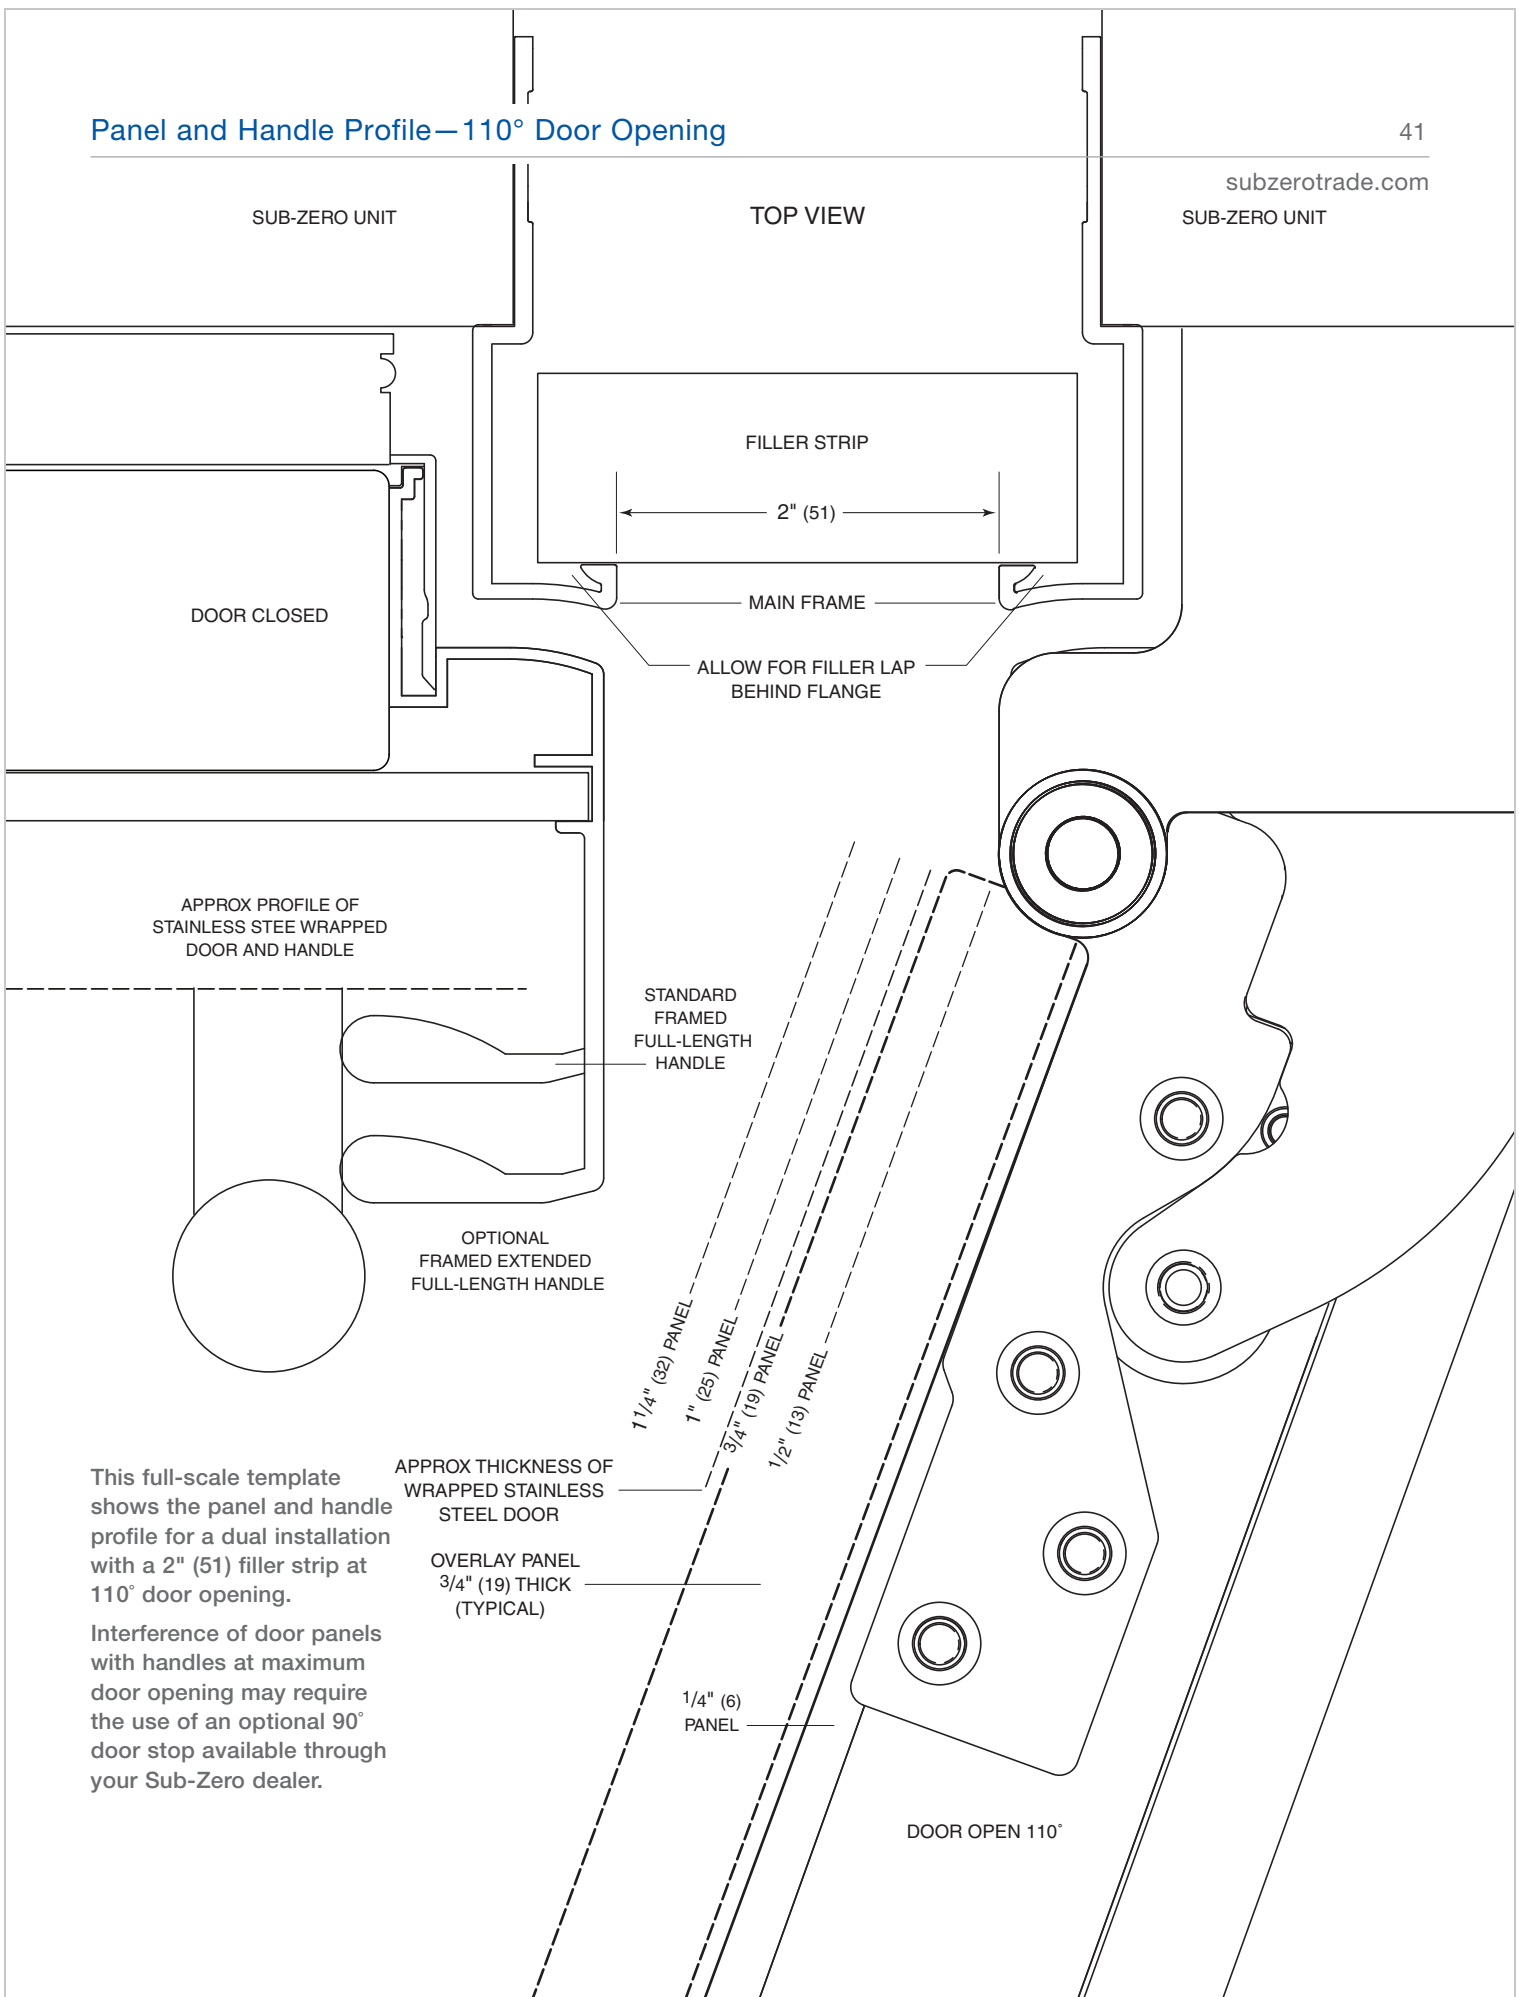 Panel and Handle Profile—110° Door Opening
41
subzerotrade.com
SUB-ZERO UNIT
TOP VIEW
SUB-ZERO UNIT
FILLER STRIP
2" (51)
MAIN FRAME
DOOR CLOSED
ALLOW FOR FILLER LAP
BEHIND FLANGE
APPROX PROFILE OF
STAINLESS STEE WRAPPED
DOOR AND HANDLE
STANDARD
FRAMED
FULL-LENGTH
HANDLE
OPTIONAL
FRAMED EXTENDED
FULL-LENGTH HANDLE
1 1/4" (32) PANEL
1" (25) PANEL
3/4" (19) PANEL
1/2" (13) PANEL
APPROX THICKNESS OF
WRAPPED STAINLESS
STEEL DOOR
OVERLAY PANEL
3/4" (19) THICK
(TYPICAL)
This full-scale template
shows the panel and handle
profile for a dual installation
with a 2" (51) filler strip at
110° door opening.
Interference of door panels
with handles at maximum
door opening may require
the use of an optional 90°
door stop available through
your Sub-Zero dealer.
1/4" (6)
PANEL
DOOR OPEN 110°